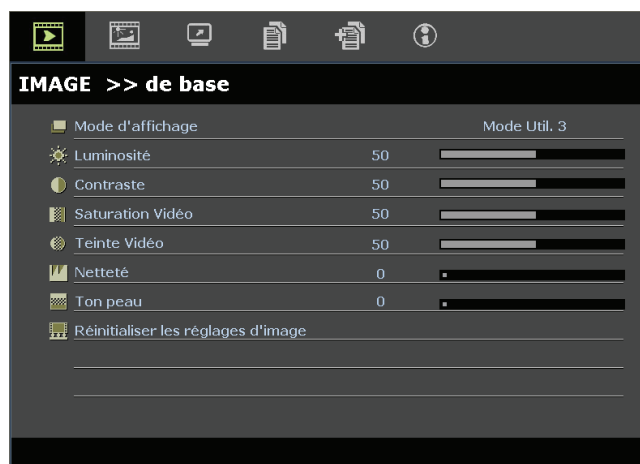 IMAGE >> de base
Mode d'affichage Mode Util. 3
Luminosité 50
Contraste 50
Saturation Vidéo 50
Teinte Vidéo 50
Netteté 0
Ton peau 0
Réinitialiser les réglages d'image